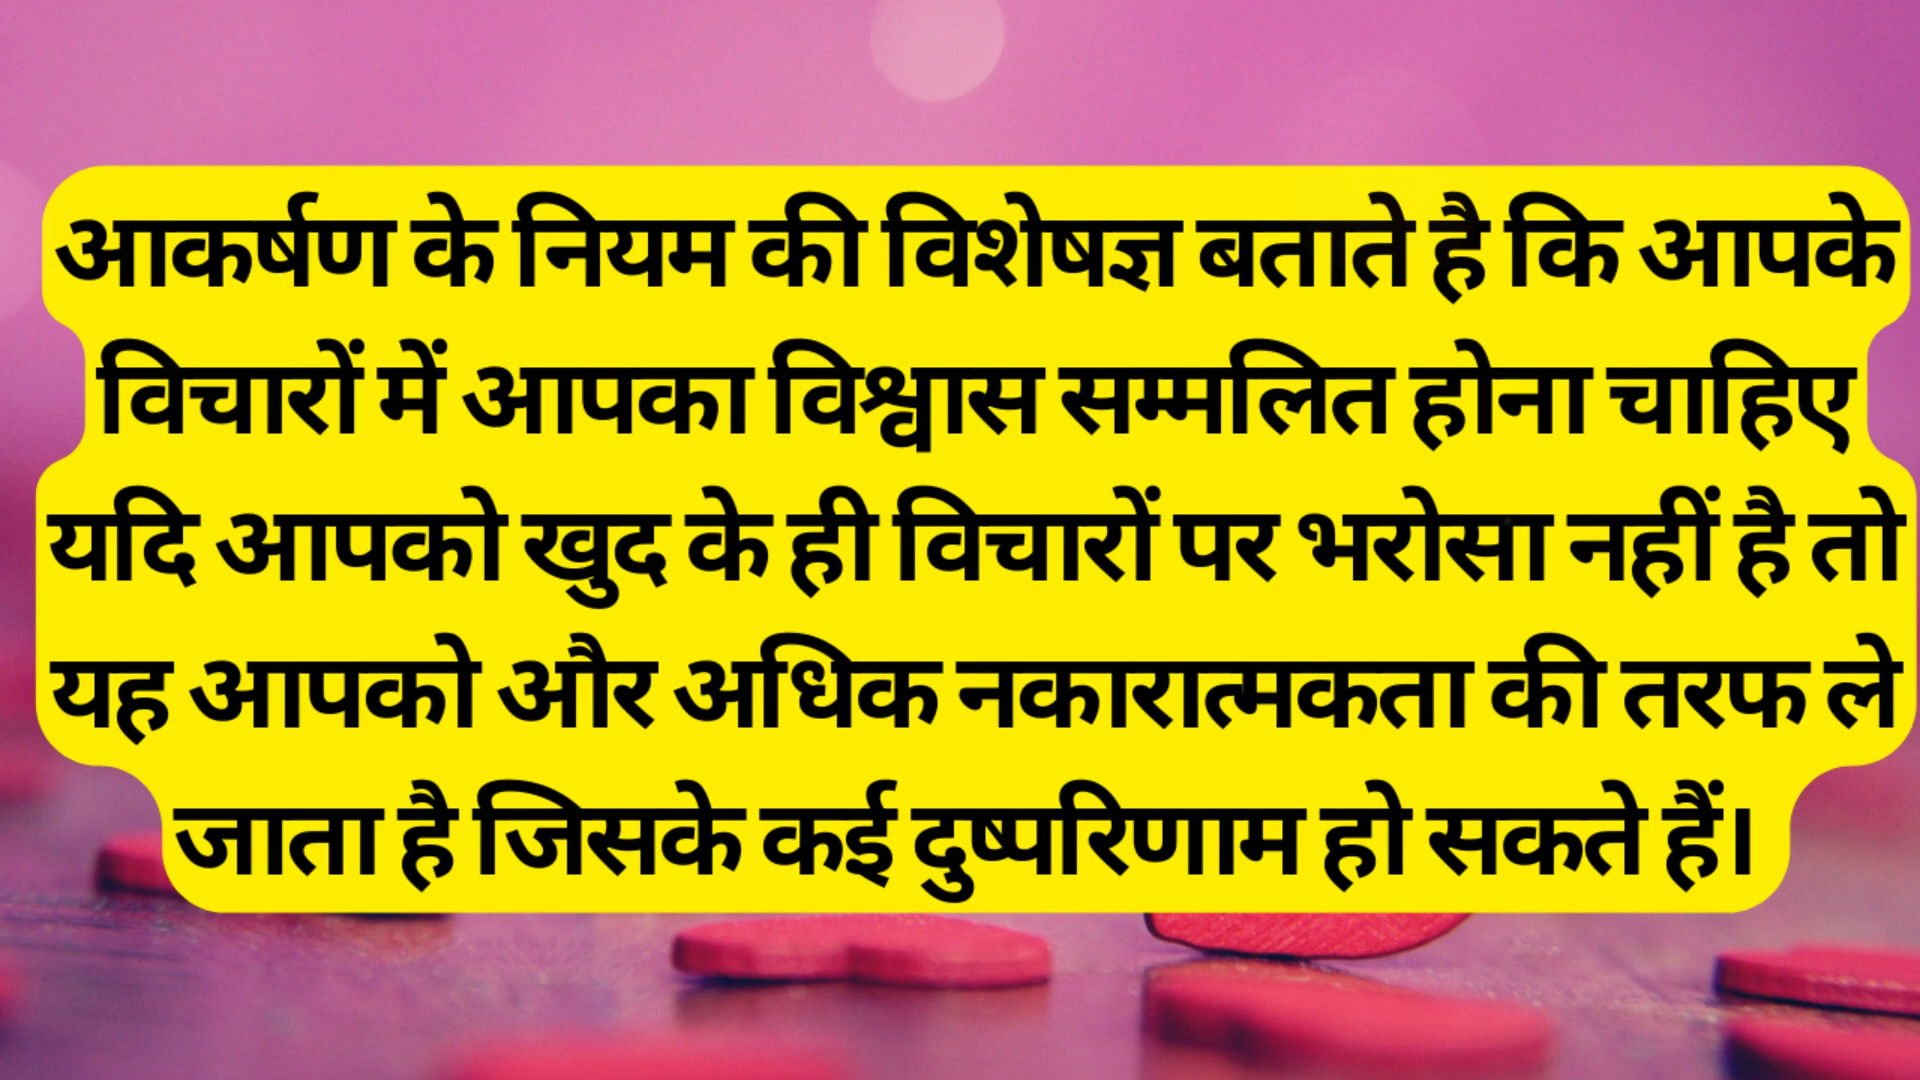 आकर्षण के नियम की विशेषज्ञ बताते है कि आपके
विचारों में आपका विश्वास सम्मलित होना चाहिए
यदि आपको खुद के ही विचारों पर भरोसा नहीं है तो
यह आपको और अधिक नकारात्मकता की तरफ ले
जाता है जिसके कई दुष्परिणाम हो सकते हैं।